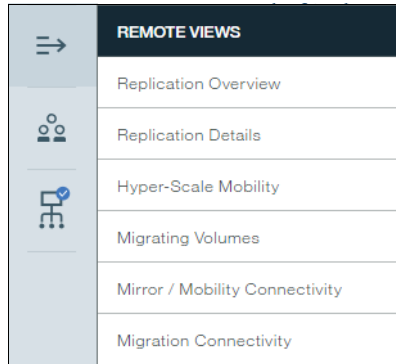 REMOTE VIEWS
Replication Overview
Replication Details
Hyper-Scale Mobility
Migrating Volumes
Mirror / Mobility Connectivity
Migration Connectivity